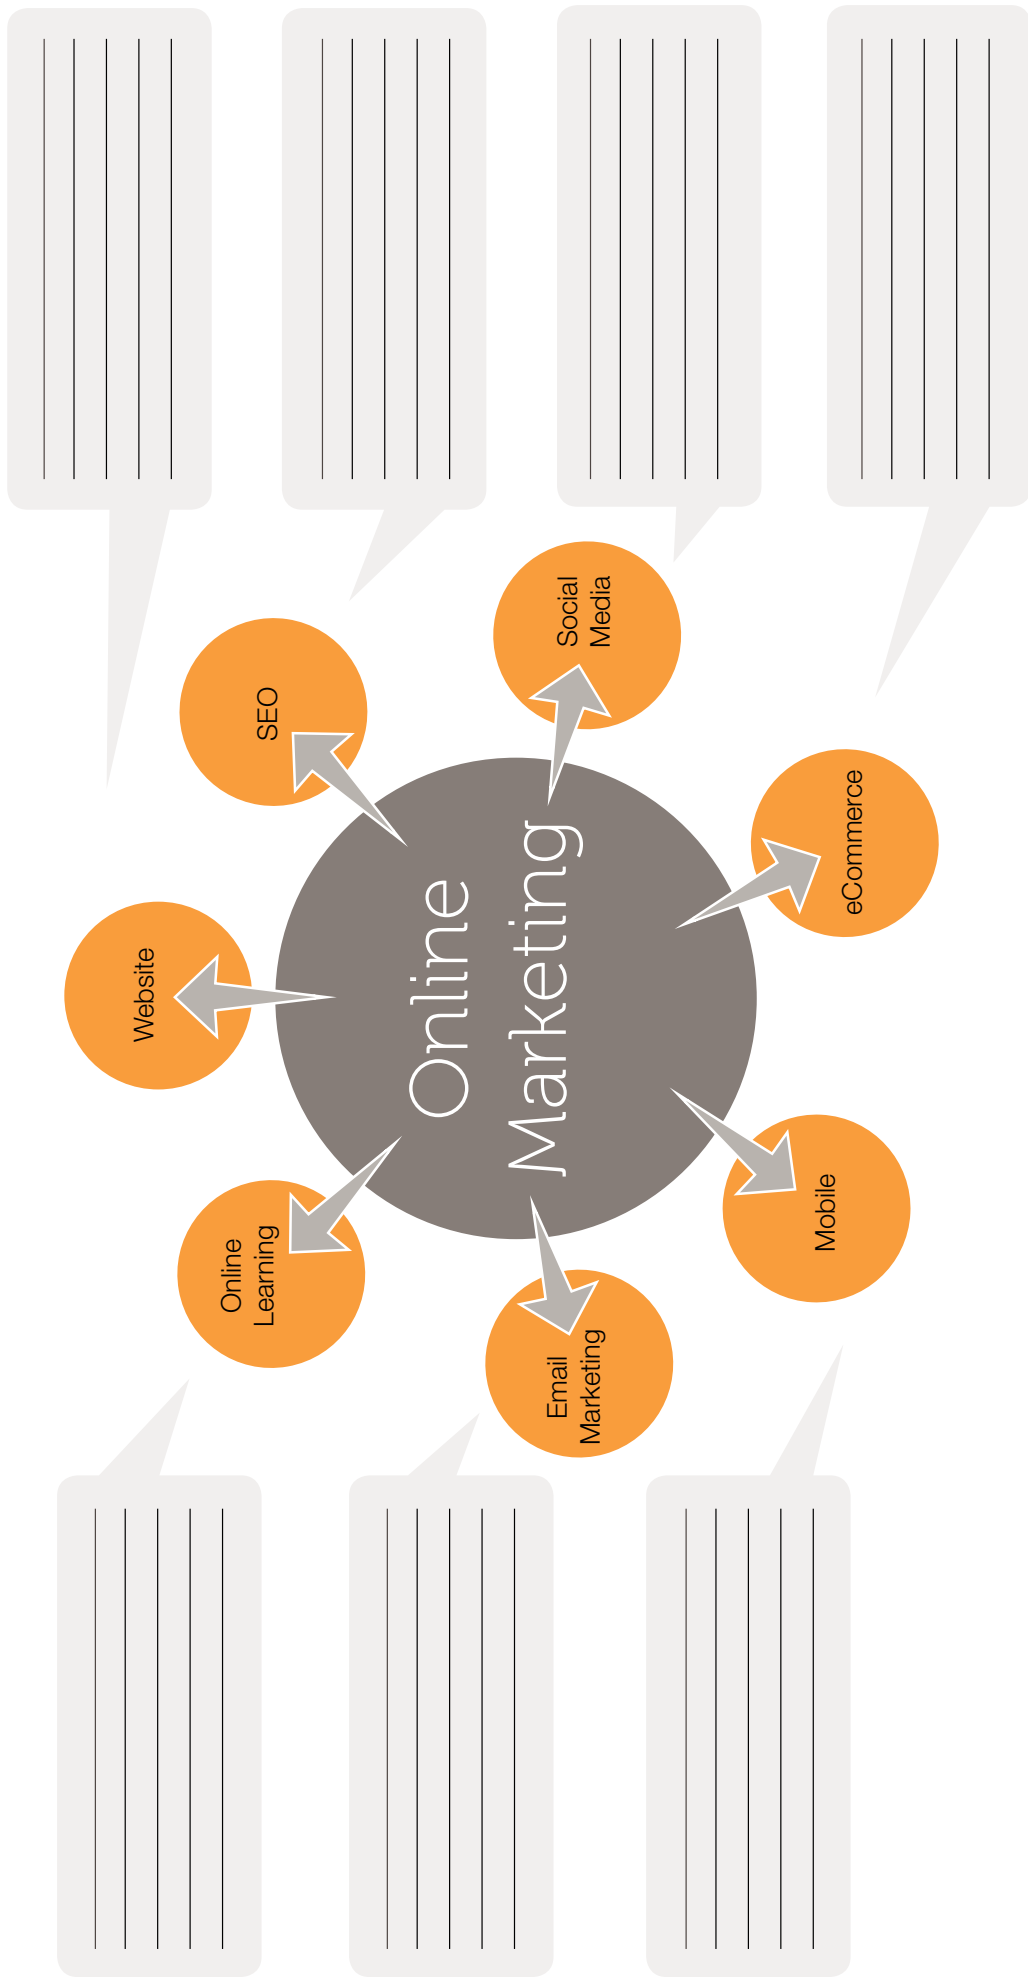 Website
SEO
Online
Learning
Online
Marketing
Social
Media
Email
Marketing
eCommerce
Mobile